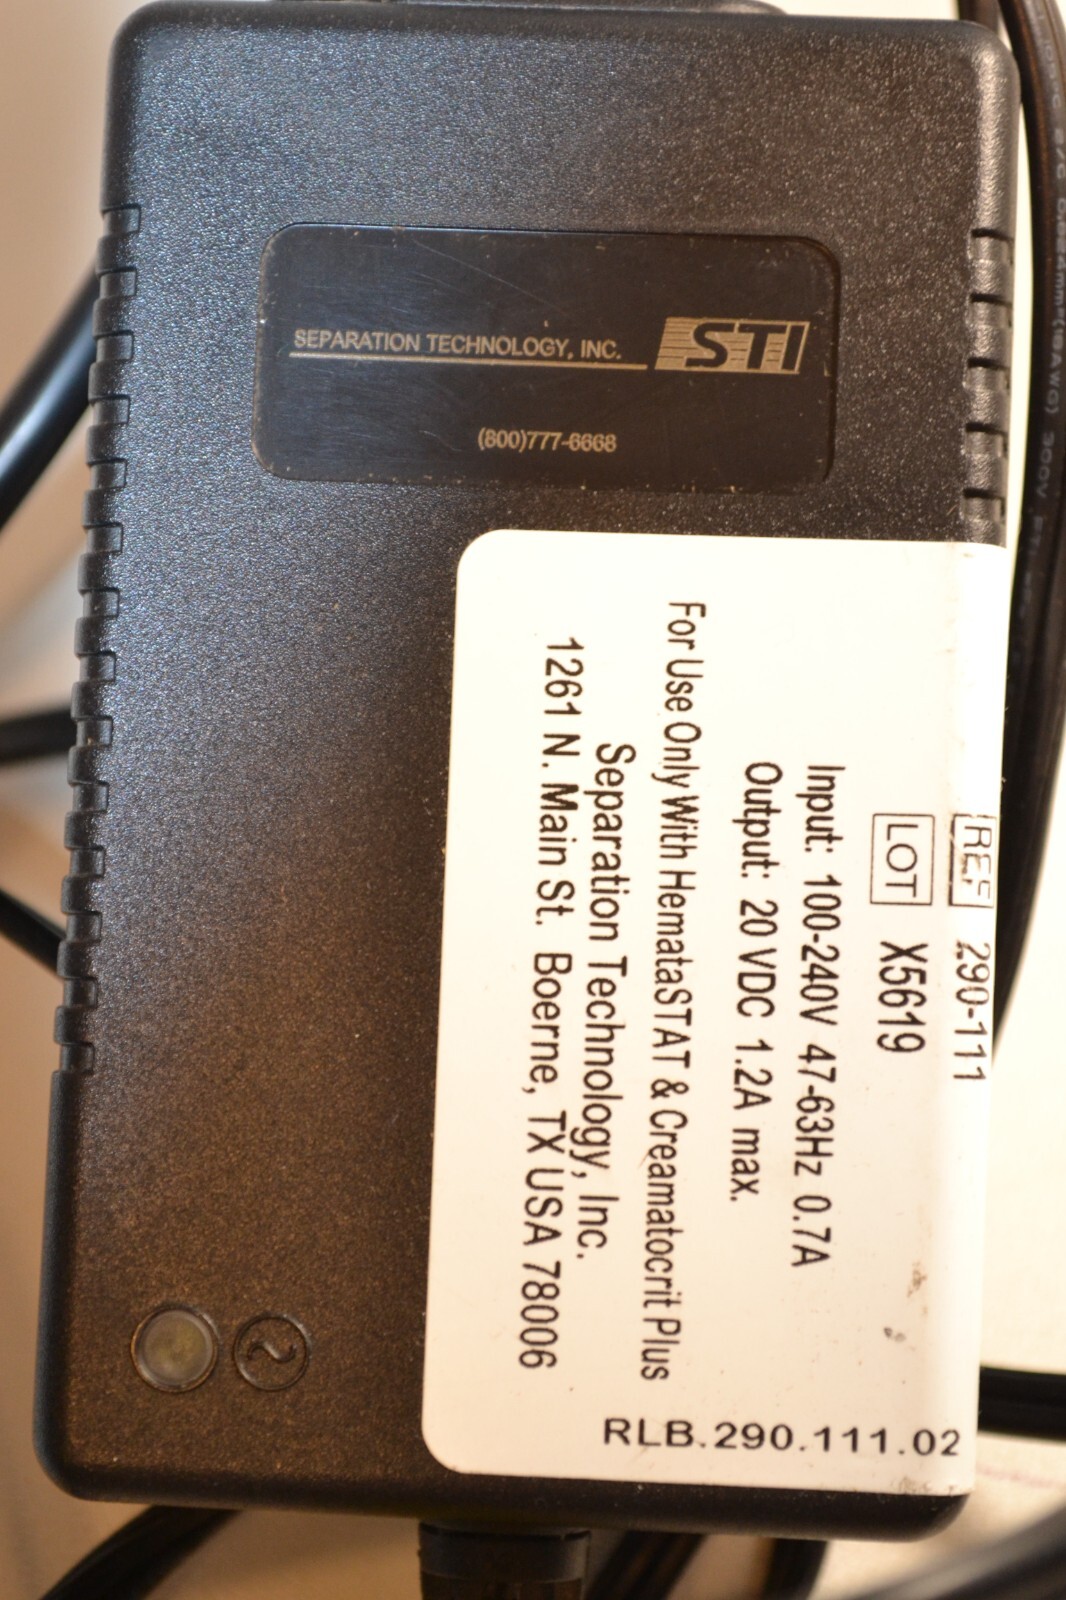 SEPARATION TECHNOLOGY, INC. STI
(800)777-6668
REF 290-111
LOT X5619
Input: 100-240V 47-63Hz 0.7A
Output: 20 VDC 1.2A max.
For Use Only With HemataSTAT & Creamatocrit Plus
Separation Technology, Inc.
1261 N. Main St. Boerne, TX USA 78006
RLB.290.111.02